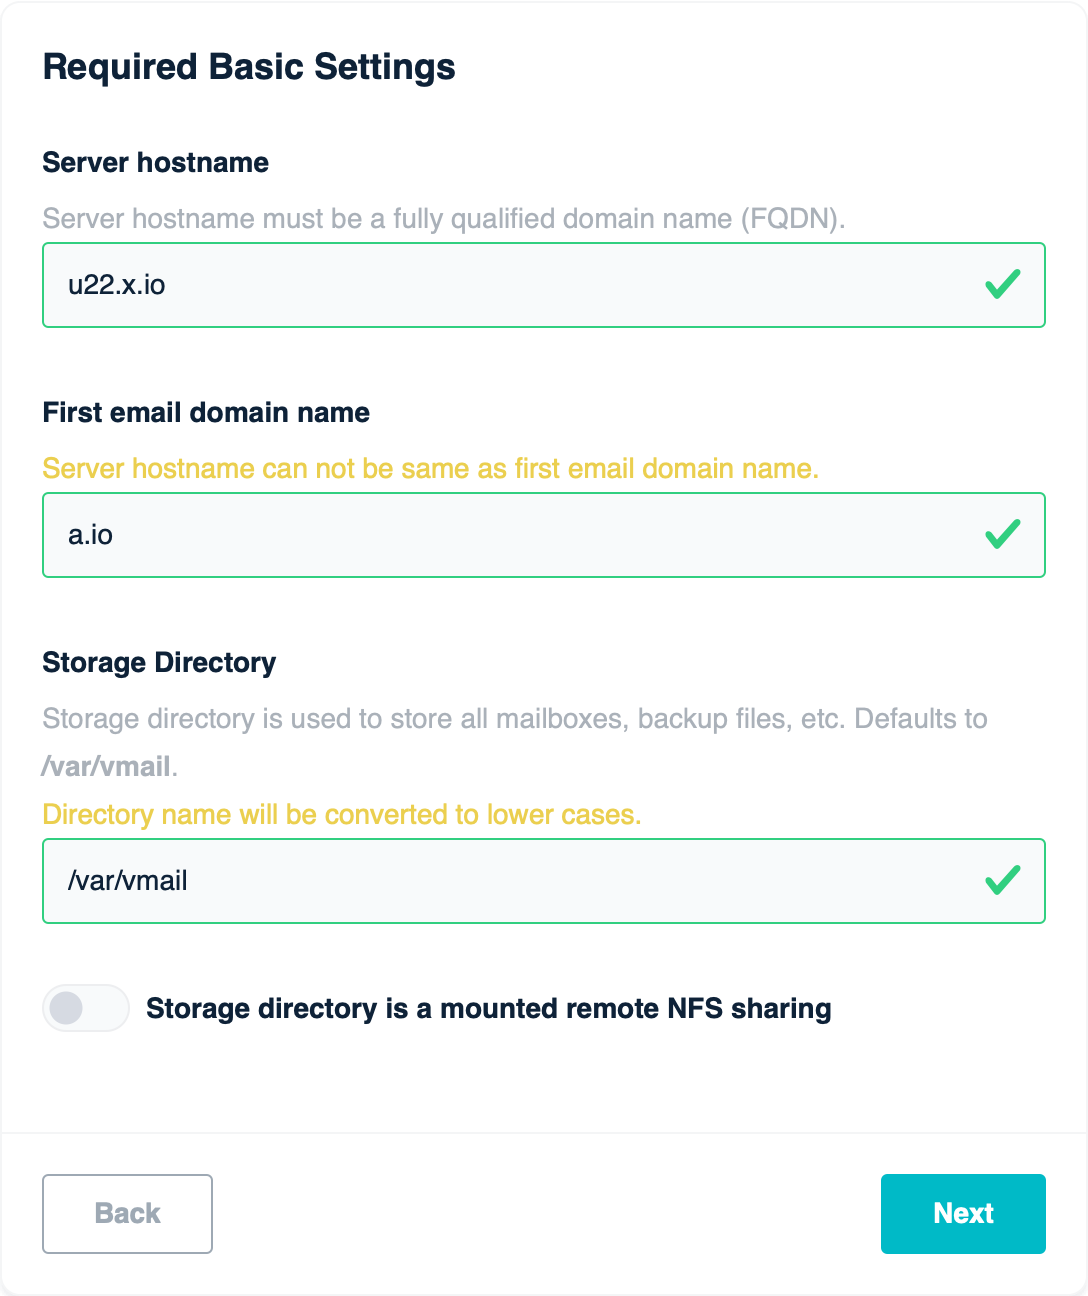 Required Basic Settings
Server hostname
Server hostname must be a fully qualified domain name (FQDN).
u22.x.io
First email domain name
Server hostname can not be same as first email domain name.
a.io
Storage Directory
Storage directory is used to store all mailboxes, backup files, etc. Defaults to
/var/vmail.
Directory name will be converted to lower cases.
/var/vmail
Storage directory is a mounted remote NFS sharing
Back
Next